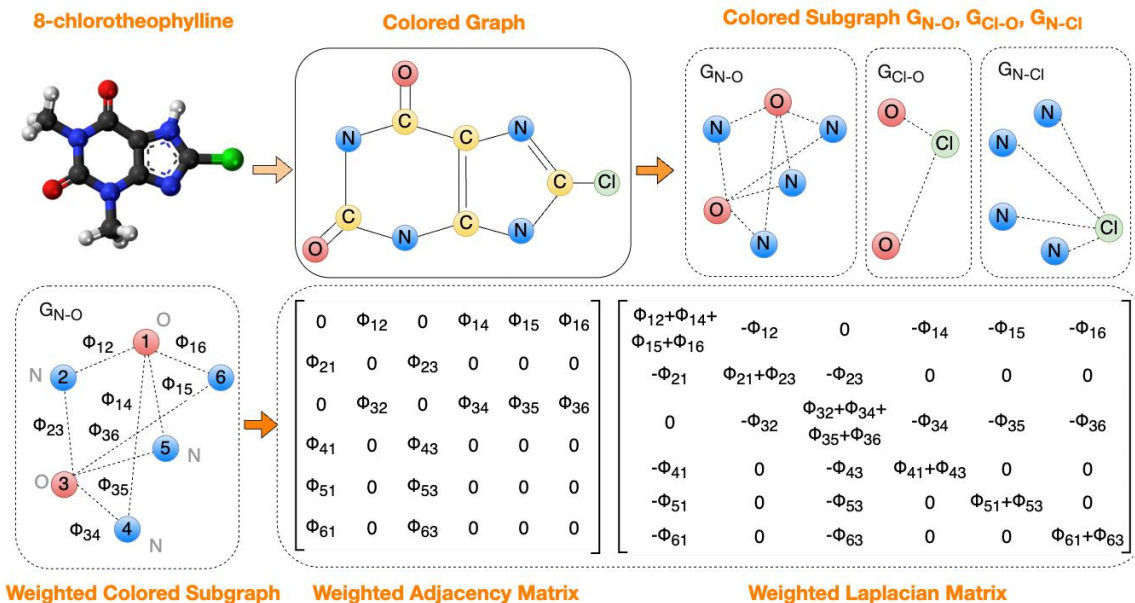 8-chlorotheophylline
Colored Graph
Colored Subgraph G_N-O, G_Cl-O, G_N-Cl
O
N
C
C
N
C
Cl
C
N
C
N
O
G_N-O
O
N
N
N
O
N
G_Cl-O
O
Cl
O
G_N-Cl
N
N
N
N
Cl
G_N-O
O
Φ12 1 Φ16
N 2 6
Φ15
Φ14
Φ23 Φ36
5 N
O 3 Φ35
Φ34 4 N
0 Φ12 0 Φ14 Φ15 Φ16
Φ21 0 Φ23 0 0 0
0 Φ32 0 Φ34 Φ35 Φ36
Φ41 0 Φ43 0 0 0
Φ51 0 Φ53 0 0 0
Φ61 0 Φ63 0 0 0
Φ12+Φ14+
Φ15+Φ16 -Φ12 0 -Φ14 -Φ15 -Φ16
-Φ21 Φ21+Φ23 -Φ23 0 0 0
0 -Φ32 Φ32+Φ34+
Φ35+Φ36 -Φ34 -Φ35 -Φ36
-Φ41 0 -Φ43 Φ41+Φ43 0 0
-Φ51 0 -Φ53 0 Φ51+Φ53 0
-Φ61 0 -Φ63 0 0 Φ61+Φ63
Weighted Colored Subgraph
Weighted Adjacency Matrix
Weighted Laplacian Matrix